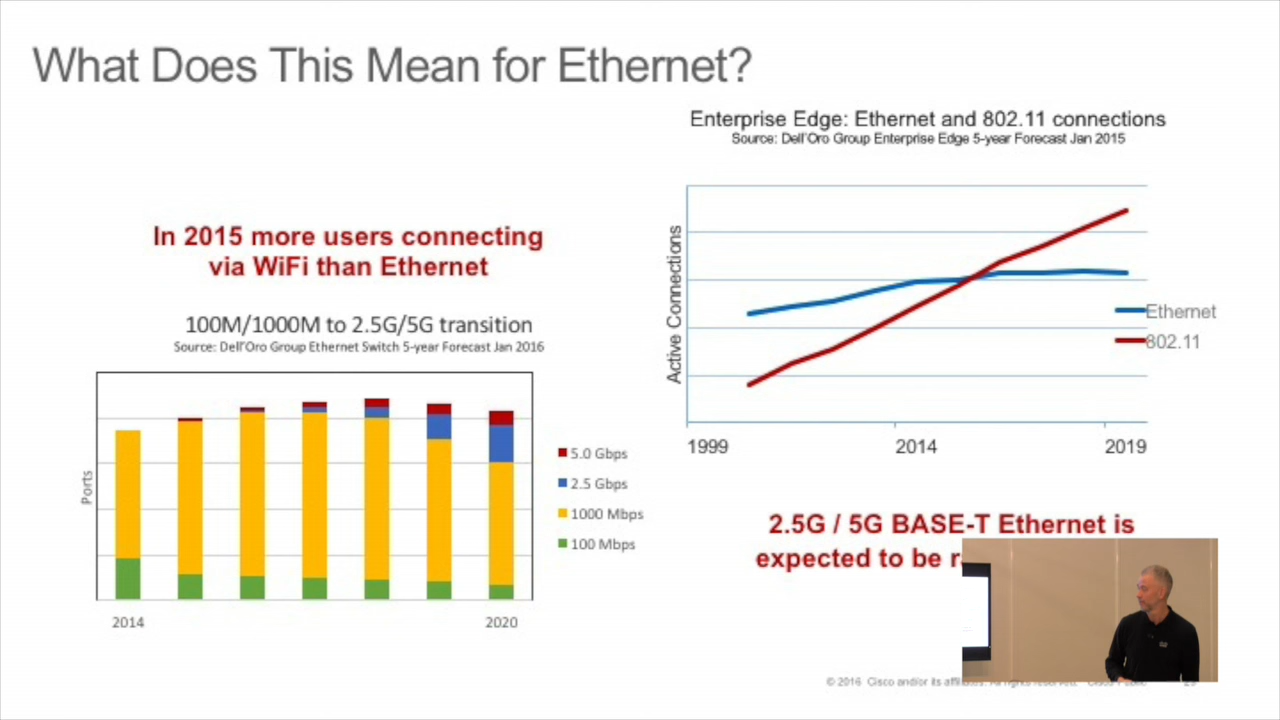 What Does This Mean for Ethernet?
Enterprise Edge: Ethernet and 802.11 connections
Source: Dell'Oro Group Enterprise Edge 5-year Forecast Jan 2015
In 2015 more users connecting
via WiFi than Ethernet
100M/1000M to 2.5G/5G transition
Source: Dell'Oro Group Ethernet Switch 5-year Forecast Jan 2016
Ports
5.0 Gbps
2.5 Gbps
1000 Mbps
100 Mbps
2014
2020
Active Connections
Ethernet
802.11
1999
2014
2019
2.5G / 5G BASE-T Ethernet is
expected to be
© 2016 Cisco and/or its